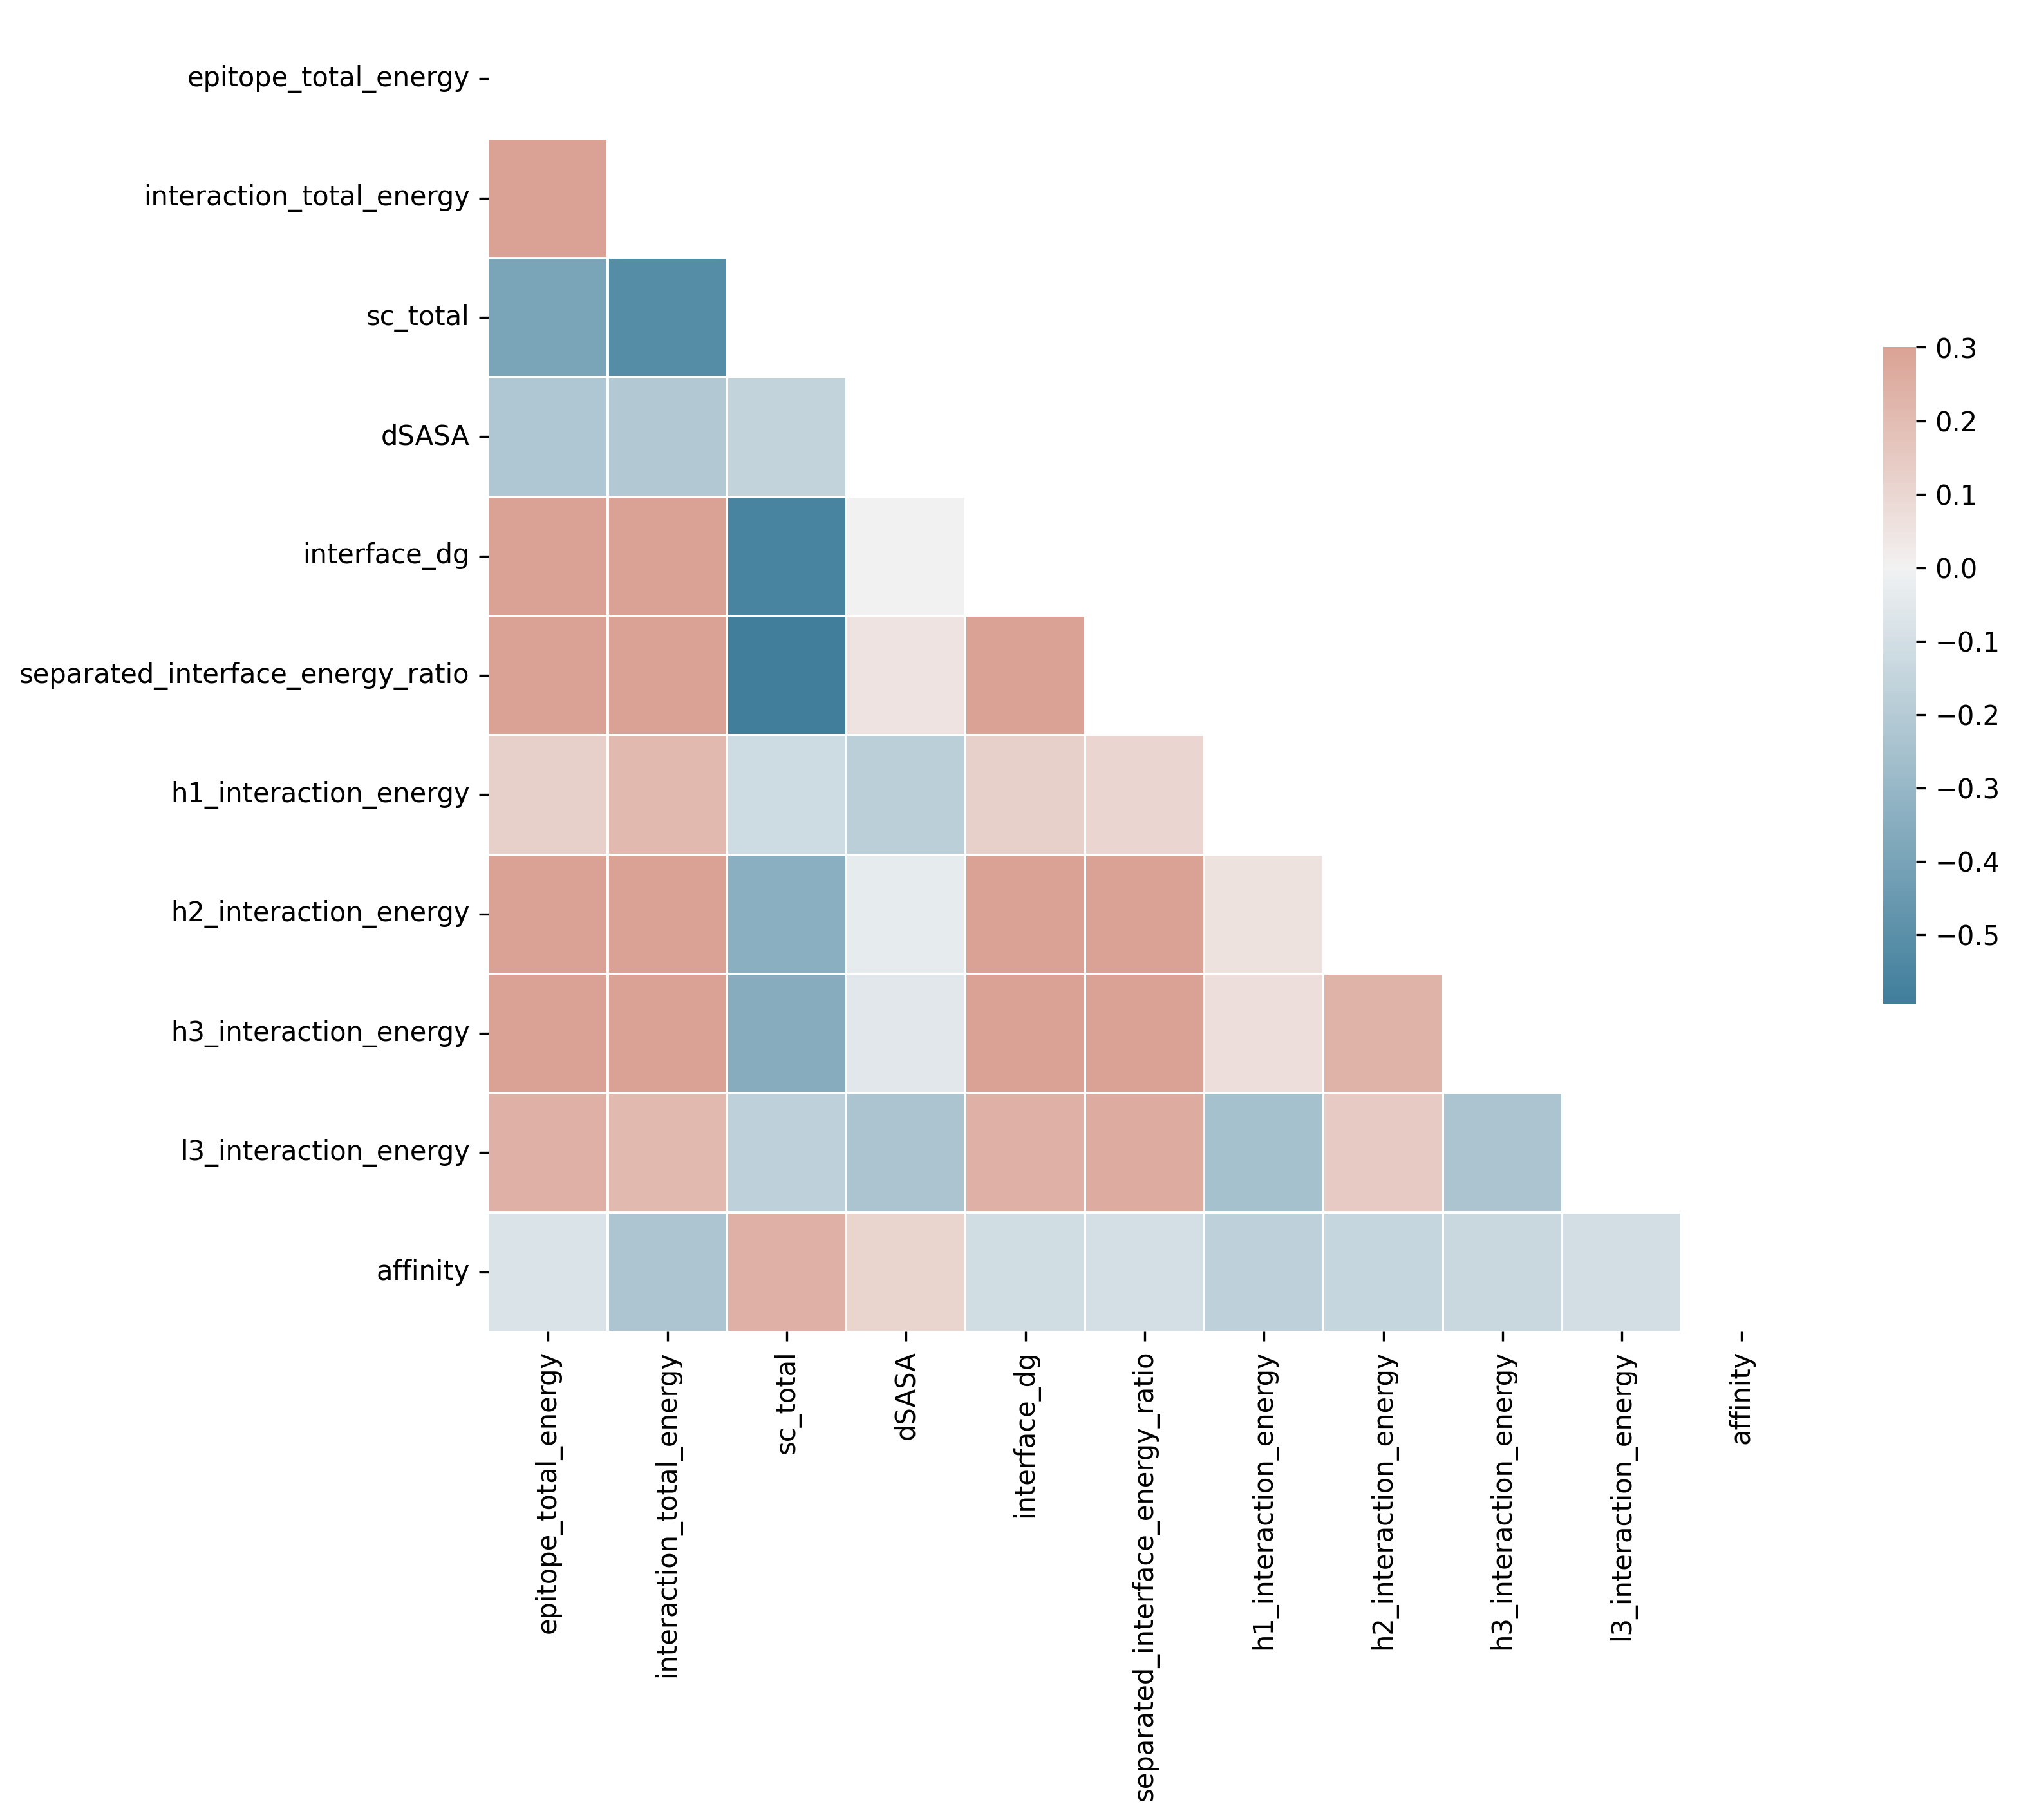 epitope_total_energy
interaction_total_energy
sc_total
dSASA
interface_dg
separated_interface_energy_ratio
h1_interaction_energy
h2_interaction_energy
h3_interaction_energy
l3_interaction_energy
affinity
epitope_total_energy
interaction_total_energy
sc_total
dSASA
interface_dg
separated_interface_energy_ratio
h1_interaction_energy
h2_interaction_energy
h3_interaction_energy
l3_interaction_energy
affinity
0.3
0.2
0.1
0.0
−0.1
−0.2
−0.3
−0.4
−0.5